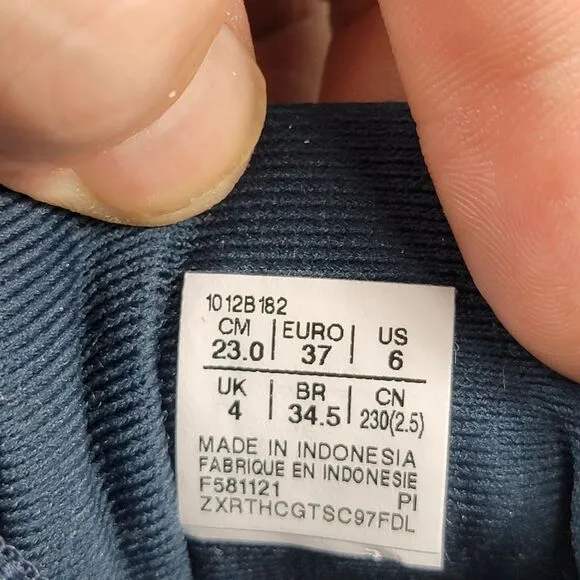 1012B182
CM | EURO | US
23.0 | 37 | 6
UK | BR | CN
4 | 34.5 | 230(2.5)
MADE IN INDONESIA
FABRIQUE EN INDONESIE
F581121 PI
ZXRTHCGTSC97FDL